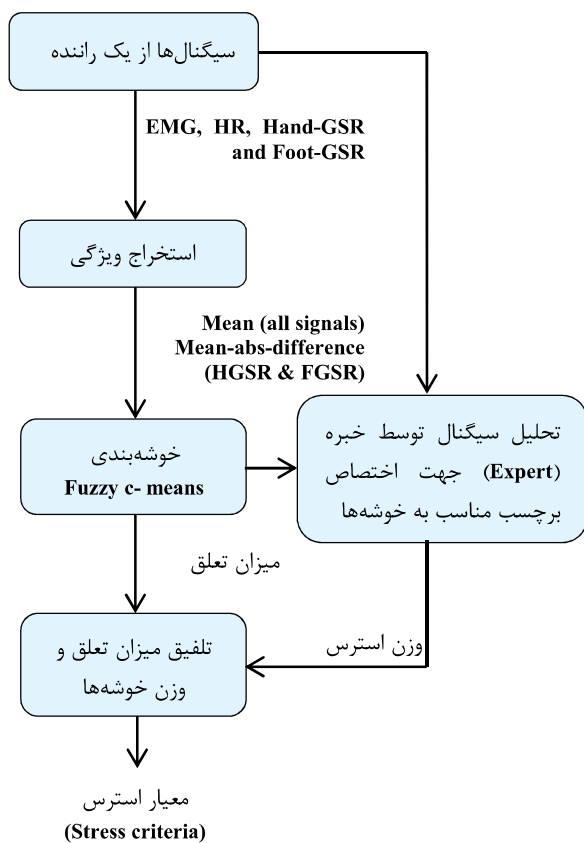 سیگنال‌ها از یک راننده
EMG, HR, Hand-GSR
and Foot-GSR
استخراج ویژگی
Mean (all signals)
Mean-abs-difference
(HGSR & FGSR)
خوشه‌بندی
Fuzzy c- means
تحلیل سیگنال توسط خبره
(Expert) جهت اختصاص
برچسب مناسب به خوشه‌ها
میزان تعلق
وزن استرس
تلفیق میزان تعلق و
وزن خوشه‌ها
معیار استرس
(Stress criteria)